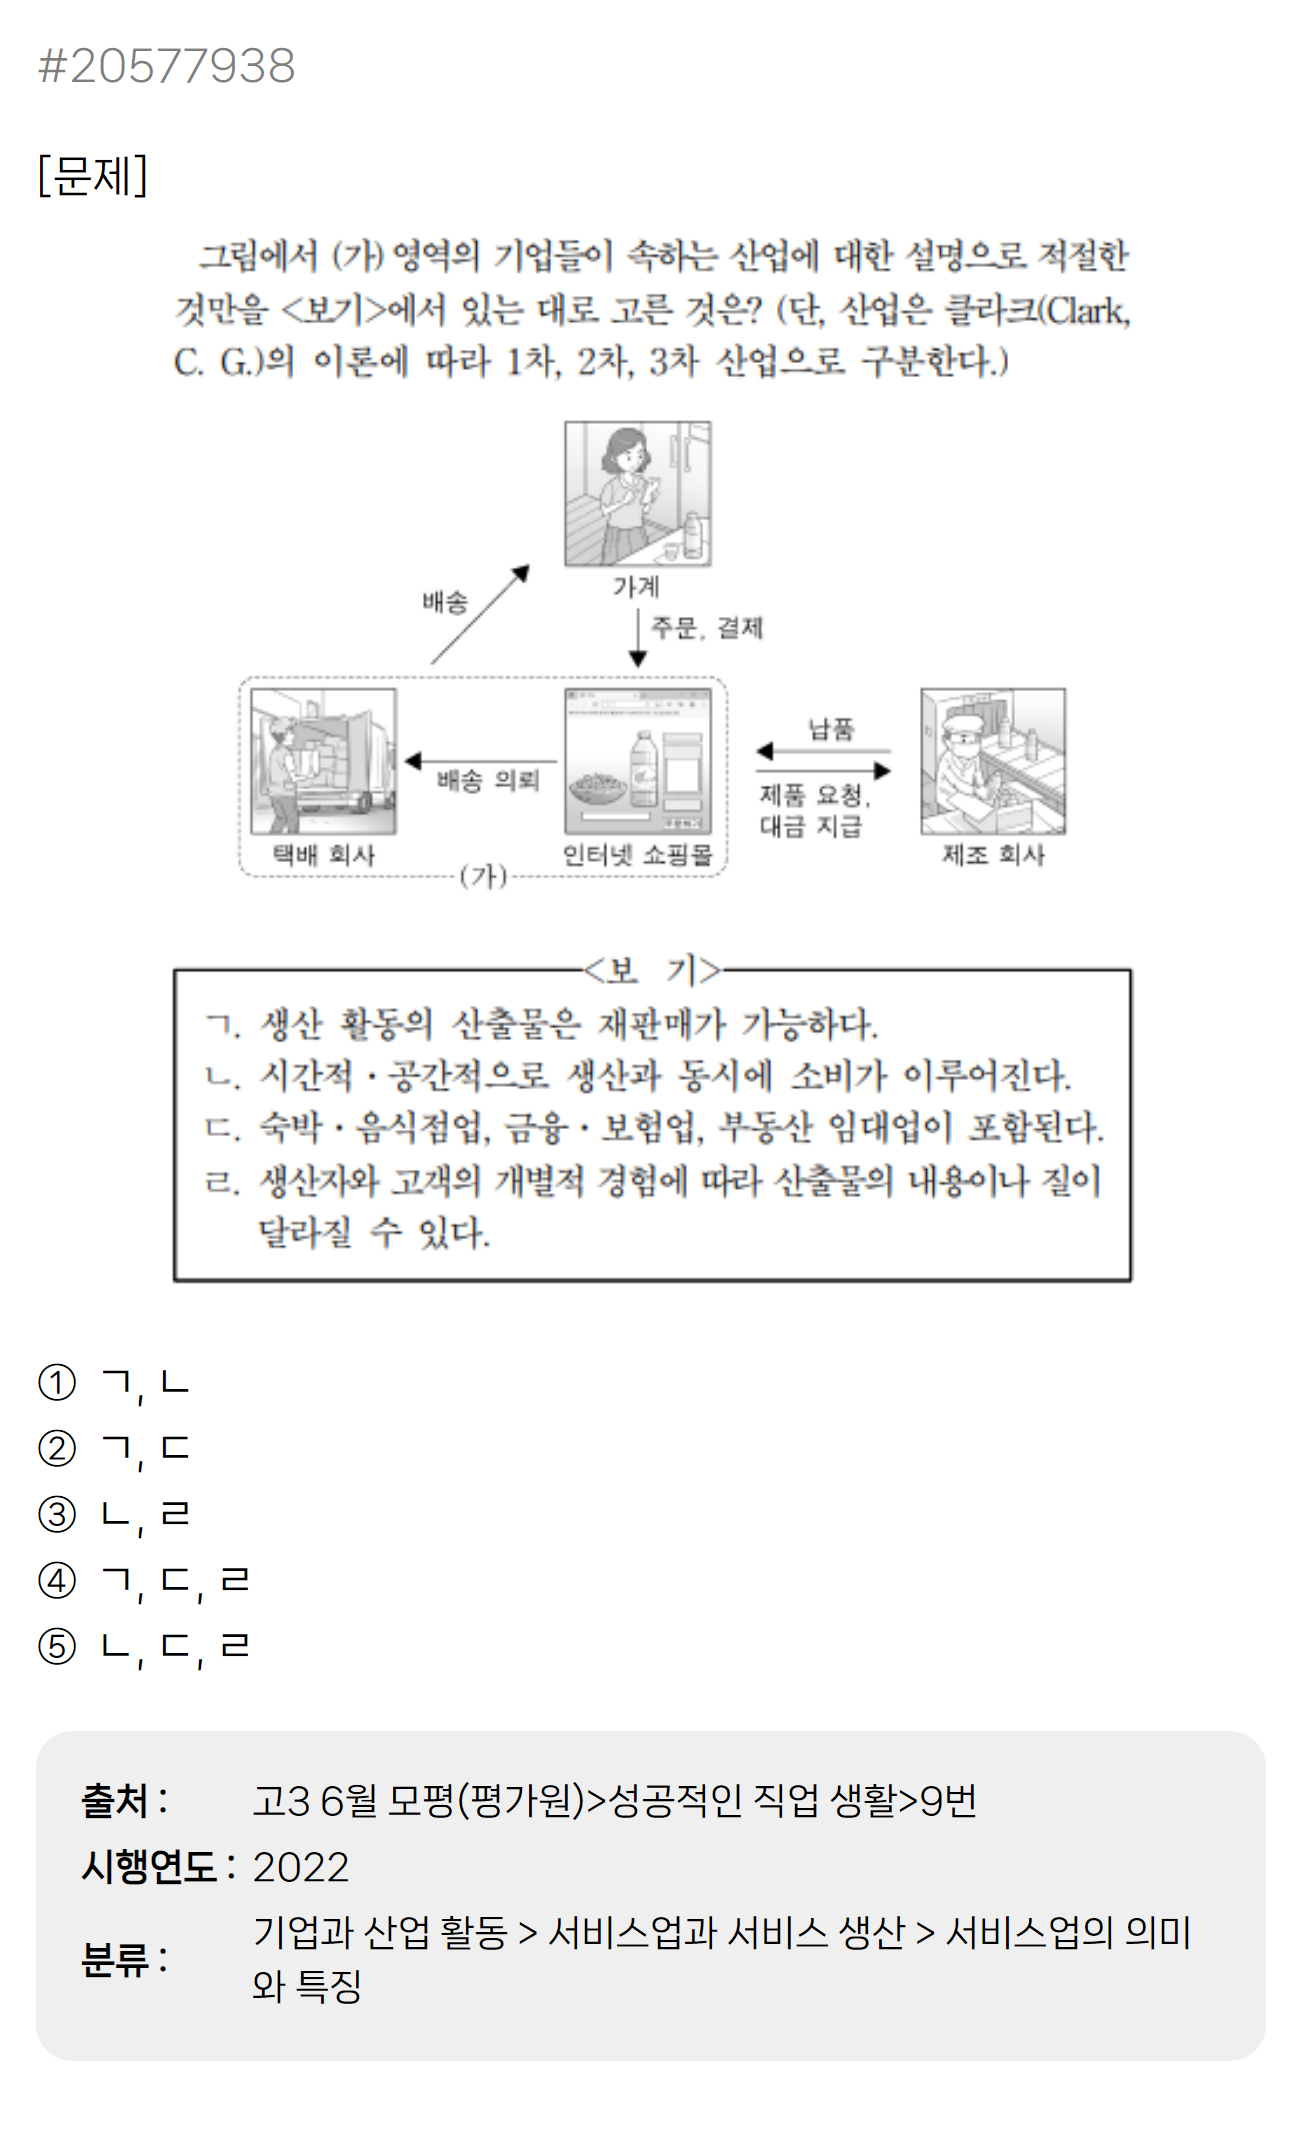 #20577938
[문제]
그림에서 (가) 영역의 기업들이 속하는 산업에 대한 설명으로 적절한
것만을 <보기>에서 있는 대로 고른 것은? (단, 산업은 클라크(Clark,
C. G.)의 이론에 따라 1차, 2차, 3차 산업으로 구분한다.)
가계
배송
주문, 결제
납품
배송 의뢰
제품 요청,
대금 지급
택배 회사
인터넷 쇼핑몰
제조 회사
(가)
<보 기>
ㄱ. 생산 활동의 산출물은 재판매가 가능하다.
ㄴ. 시간적·공간적으로 생산과 동시에 소비가 이루어진다.
ㄷ. 숙박·음식점업, 금융·보험업, 부동산 임대업이 포함된다.
ㄹ. 생산자와 고객의 개별적 경험에 따라 산출물의 내용이나 질이
달라질 수 있다.
① ㄱ, ㄴ
② ㄱ, ㄷ
③ ㄴ, ㄹ
④ ㄱ, ㄷ, ㄹ
⑤ ㄴ, ㄷ, ㄹ
출처 : 고3 6월 모평(평가원)>성공적인 직업 생활>9번
시행연도 : 2022
분류 : 기업과 산업 활동 > 서비스업과 서비스 생산 > 서비스업의 의미
와 특징